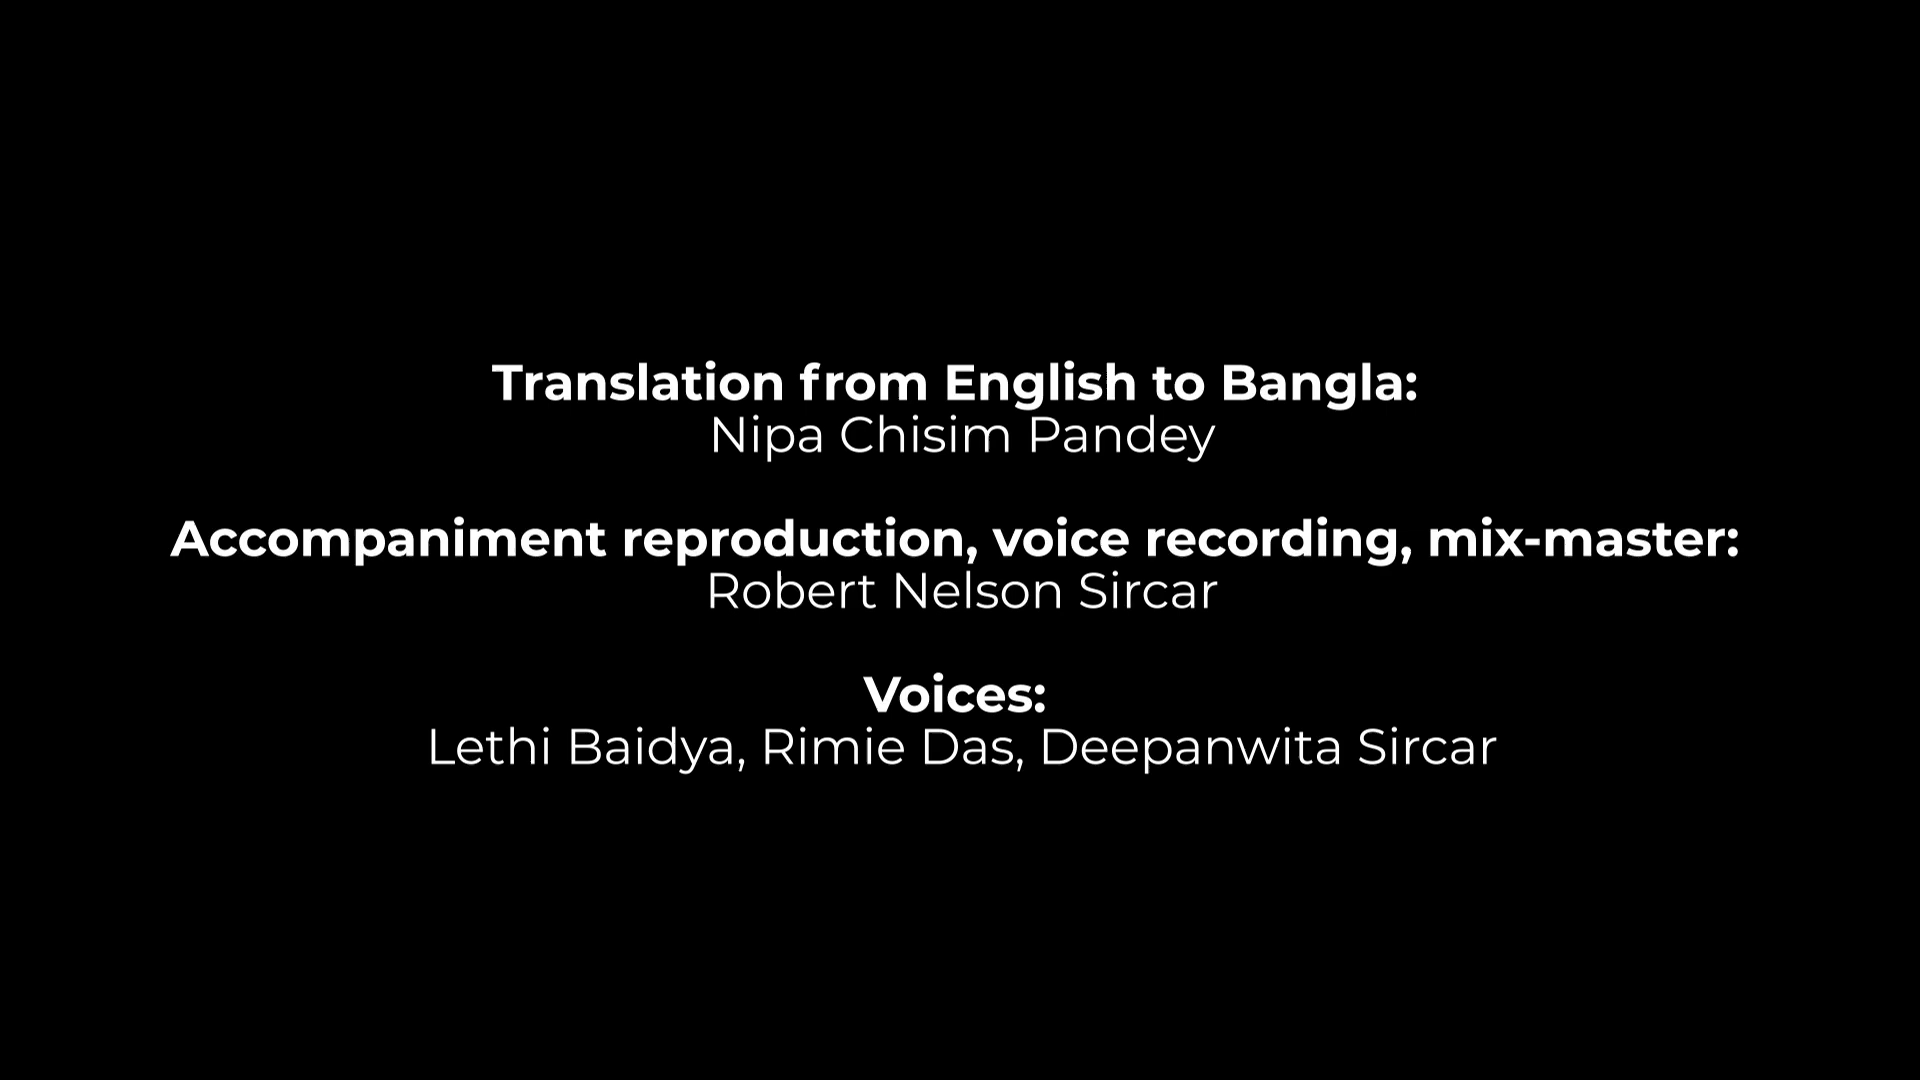 Translation from English to Bangla:
Nipa Chisim Pandey
Accompaniment reproduction, voice recording, mix-master:
Robert Nelson Sircar
Voices:
Lethi Baidya, Rimie Das, Deepanwita Sircar